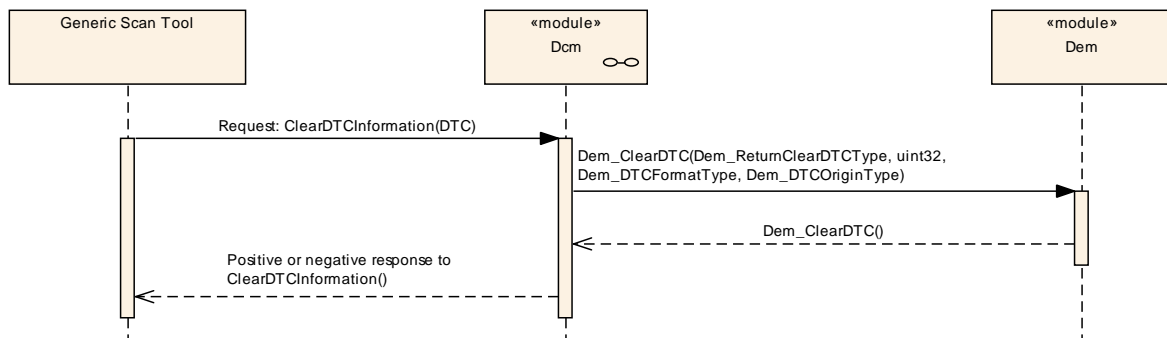 Generic Scan Tool
«module»
Dcm
«module»
Dem
Request: ClearDTCInformation(DTC)
Dem_ClearDTC(Dem_ReturnClearDTCType, uint32,
Dem_DTCFormatType, Dem_DTCOriginType)
Dem_ClearDTC()
Positive or negative response to
ClearDTCInformation()